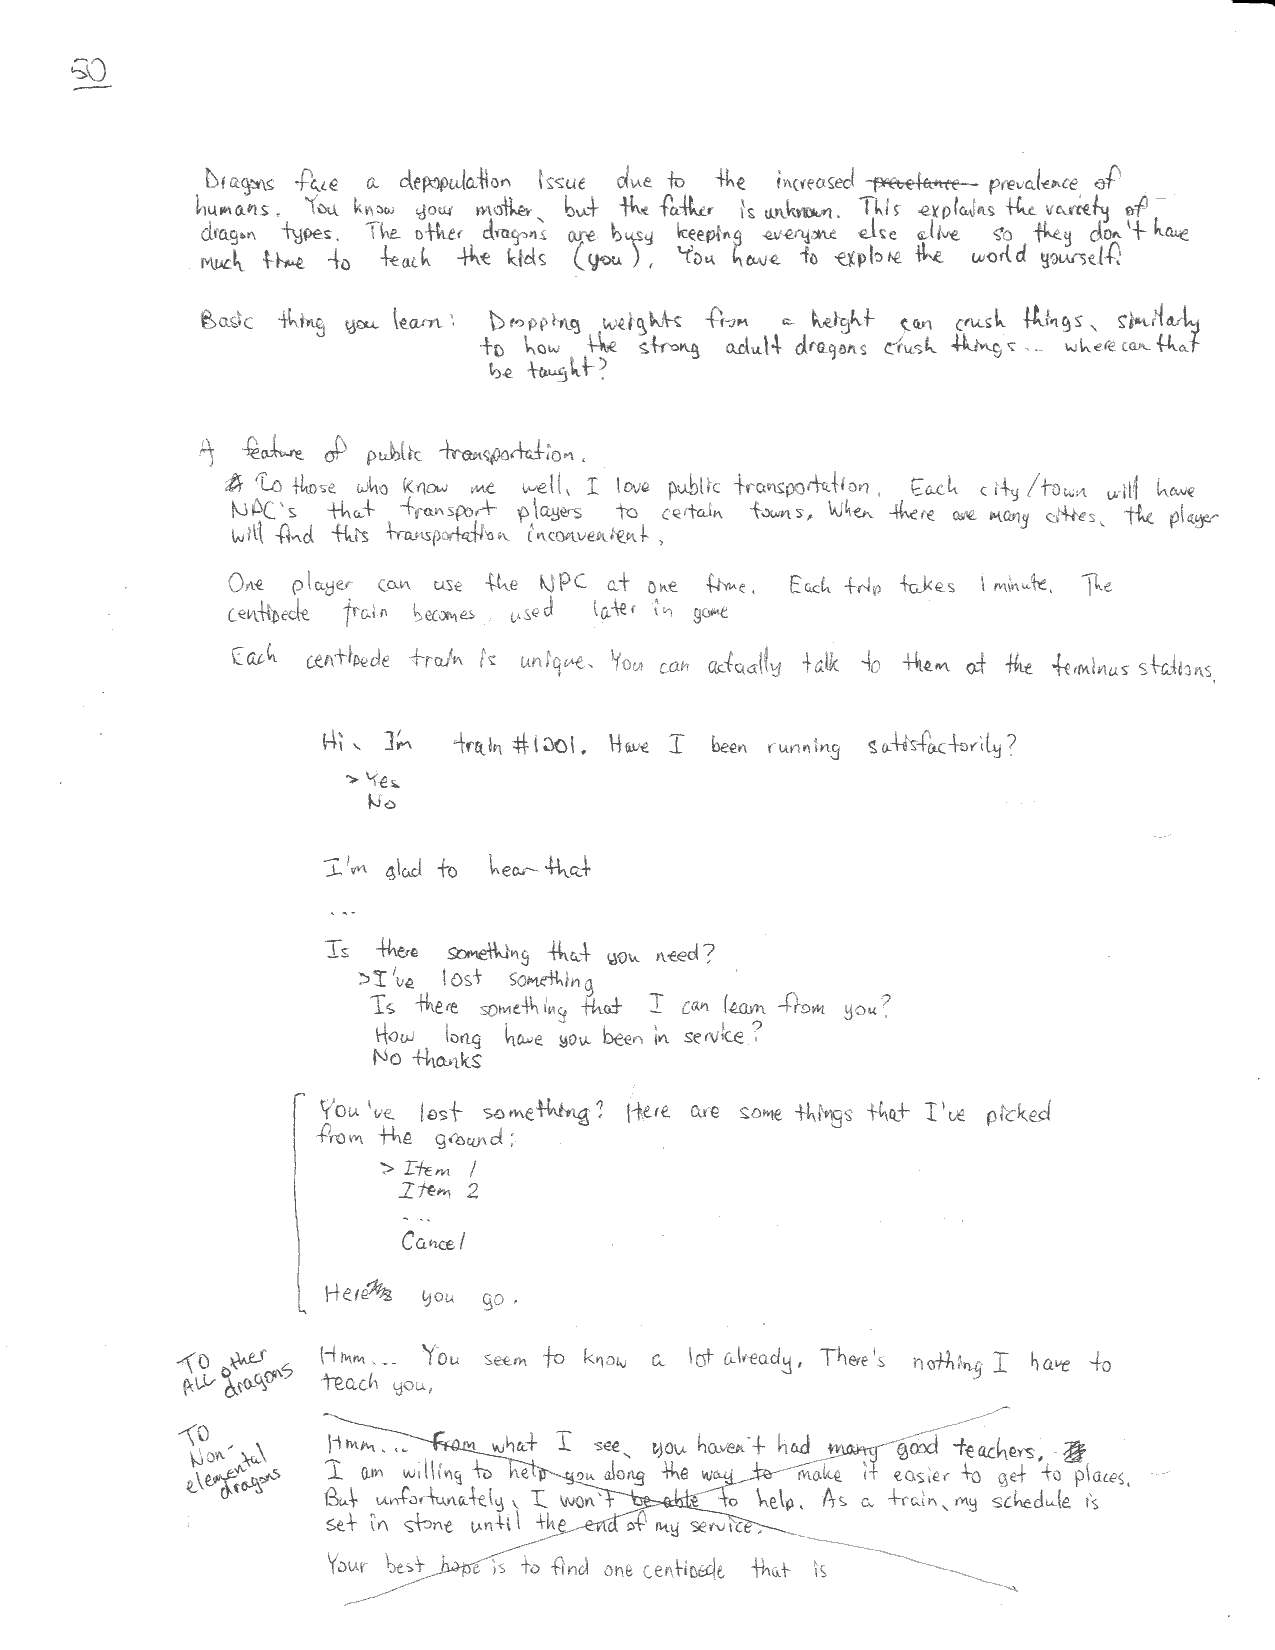 50
Dragons face a depopulation issue due to the increased prevelance prevalence of
humans. You know your mother, but the father is unknown. This explains the variety of
dragon types. The other dragons are busy keeping everyone else alive so they don't have
much time to teach the kids (you). You have to explore the world yourself.
Basic thing you learn: Dropping weights from a height can crush things, similarly
to how the strong adult dragons crush things... where can that
be taught?
A feature of public transportation.
To those who know me well, I love public transportation. Each city/town will have
NPC's that transport players to certain towns. When there are many cities, the player
will find this transportation inconvenient.
One player can use the NPC at one time. Each trip takes 1 minute. The
centipede train becomes used later in game
Each centipede train is unique. You can actually talk to them at the terminus stations.
Hi, I'm train #1201. Have I been running satisfactorily?
> Yes
No
I'm glad to hear that
...
Is there something that you need?
> I've lost something
Is there something that I can learn from you?
How long have you been in service?
No thanks
You've lost something? Here are some things that I've picked
from the ground:
> Item 1
Item 2
...
Cancel
Here you go.
TO other
ALL dragons
Hmm... You seem to know a lot already. There's nothing I have to
teach you.
TO
Non-
elemental
dragons
Hmm... From what I see, you haven't had many good teachers.
I am willing to help you along the way to make it easier to get to places.
But unfortunately, I won't be able to help. As a train, my schedule is
set in stone until the end of my service.
Your best hope is to find one centipede that is